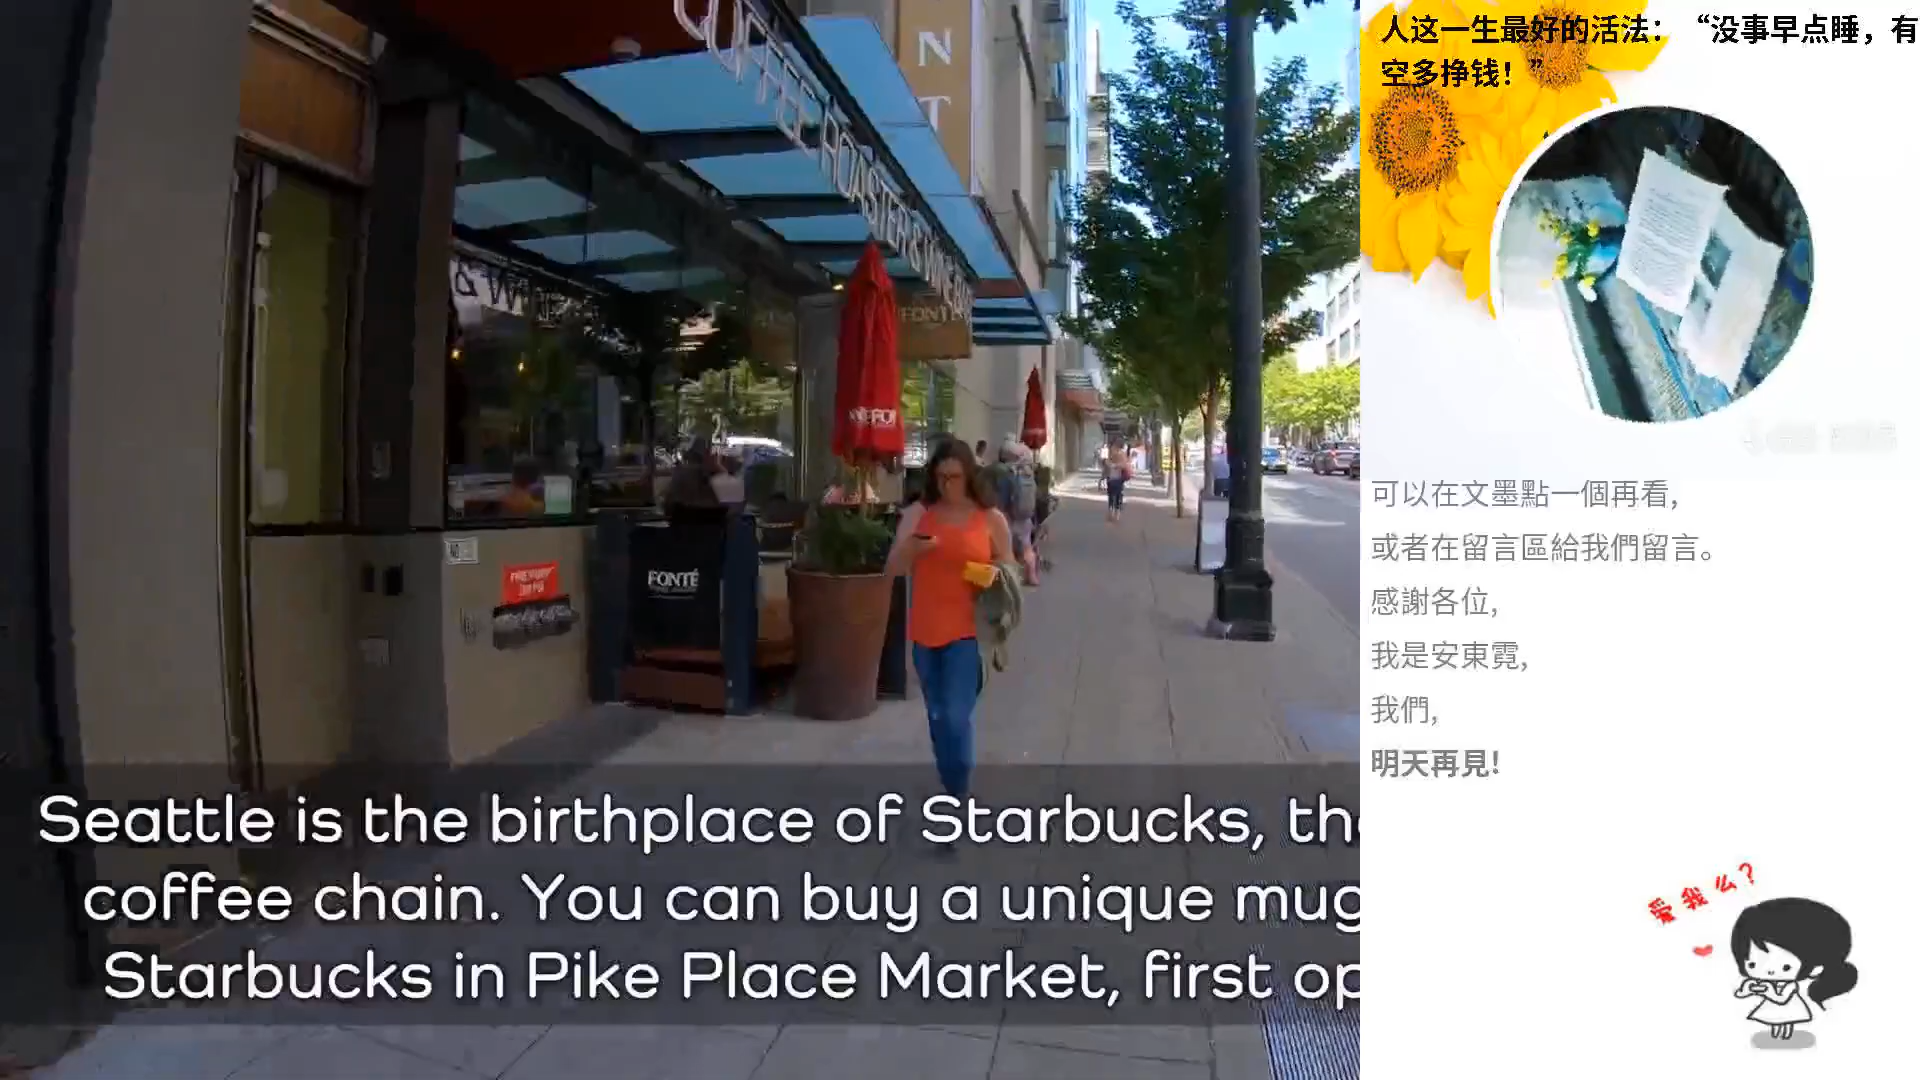 COFFEE ROASTER & WINE BAR
N
T
FONTE
FONTÉ
Seattle is the birthplace of Starbucks, th
coffee chain. You can buy a unique mug
Starbucks in Pike Place Market, first op
人这一生最好的活法：“没事早点睡，有
空多挣钱！”
可以在文墨點一個再看,
或者在留言區給我們留言。
感謝各位,
我是安東霓,
我們,
明天再見!
爱我么？